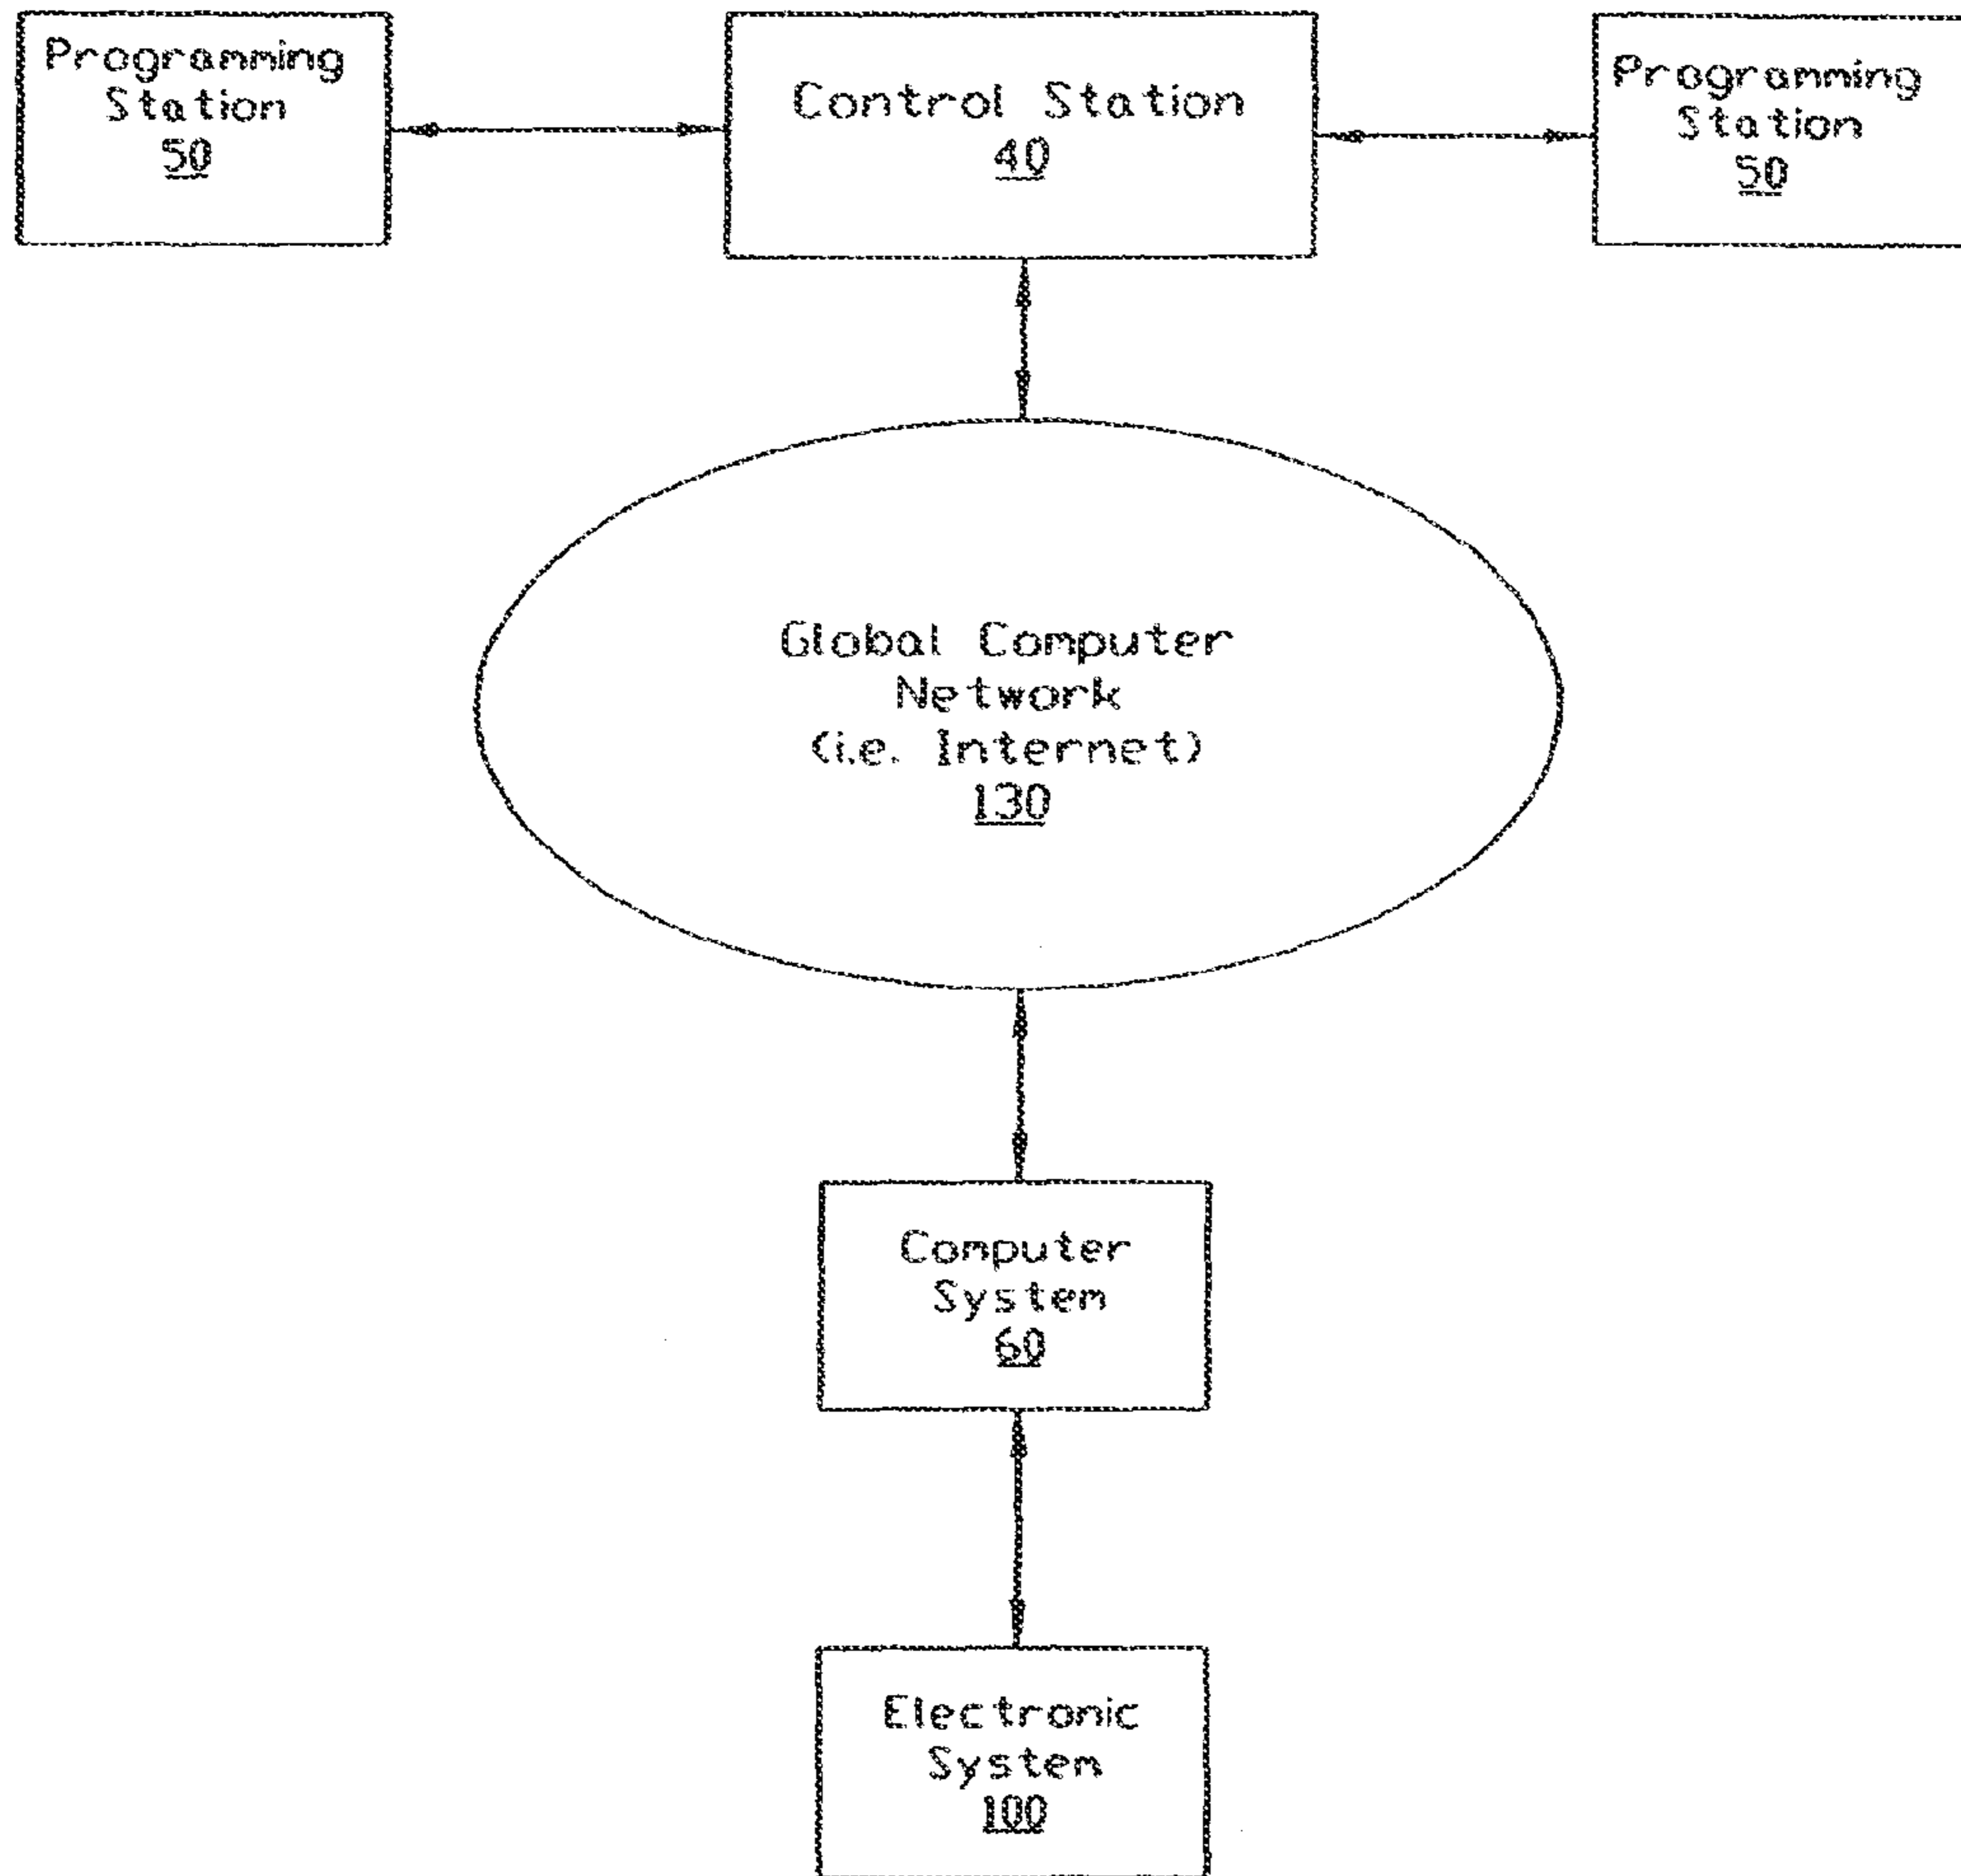 Programming
Station
50
Control Station
40
Programming
Station
50
Global Computer
Network
(i.e. Internet)
130
Computer
System
60
Electronic
System
100